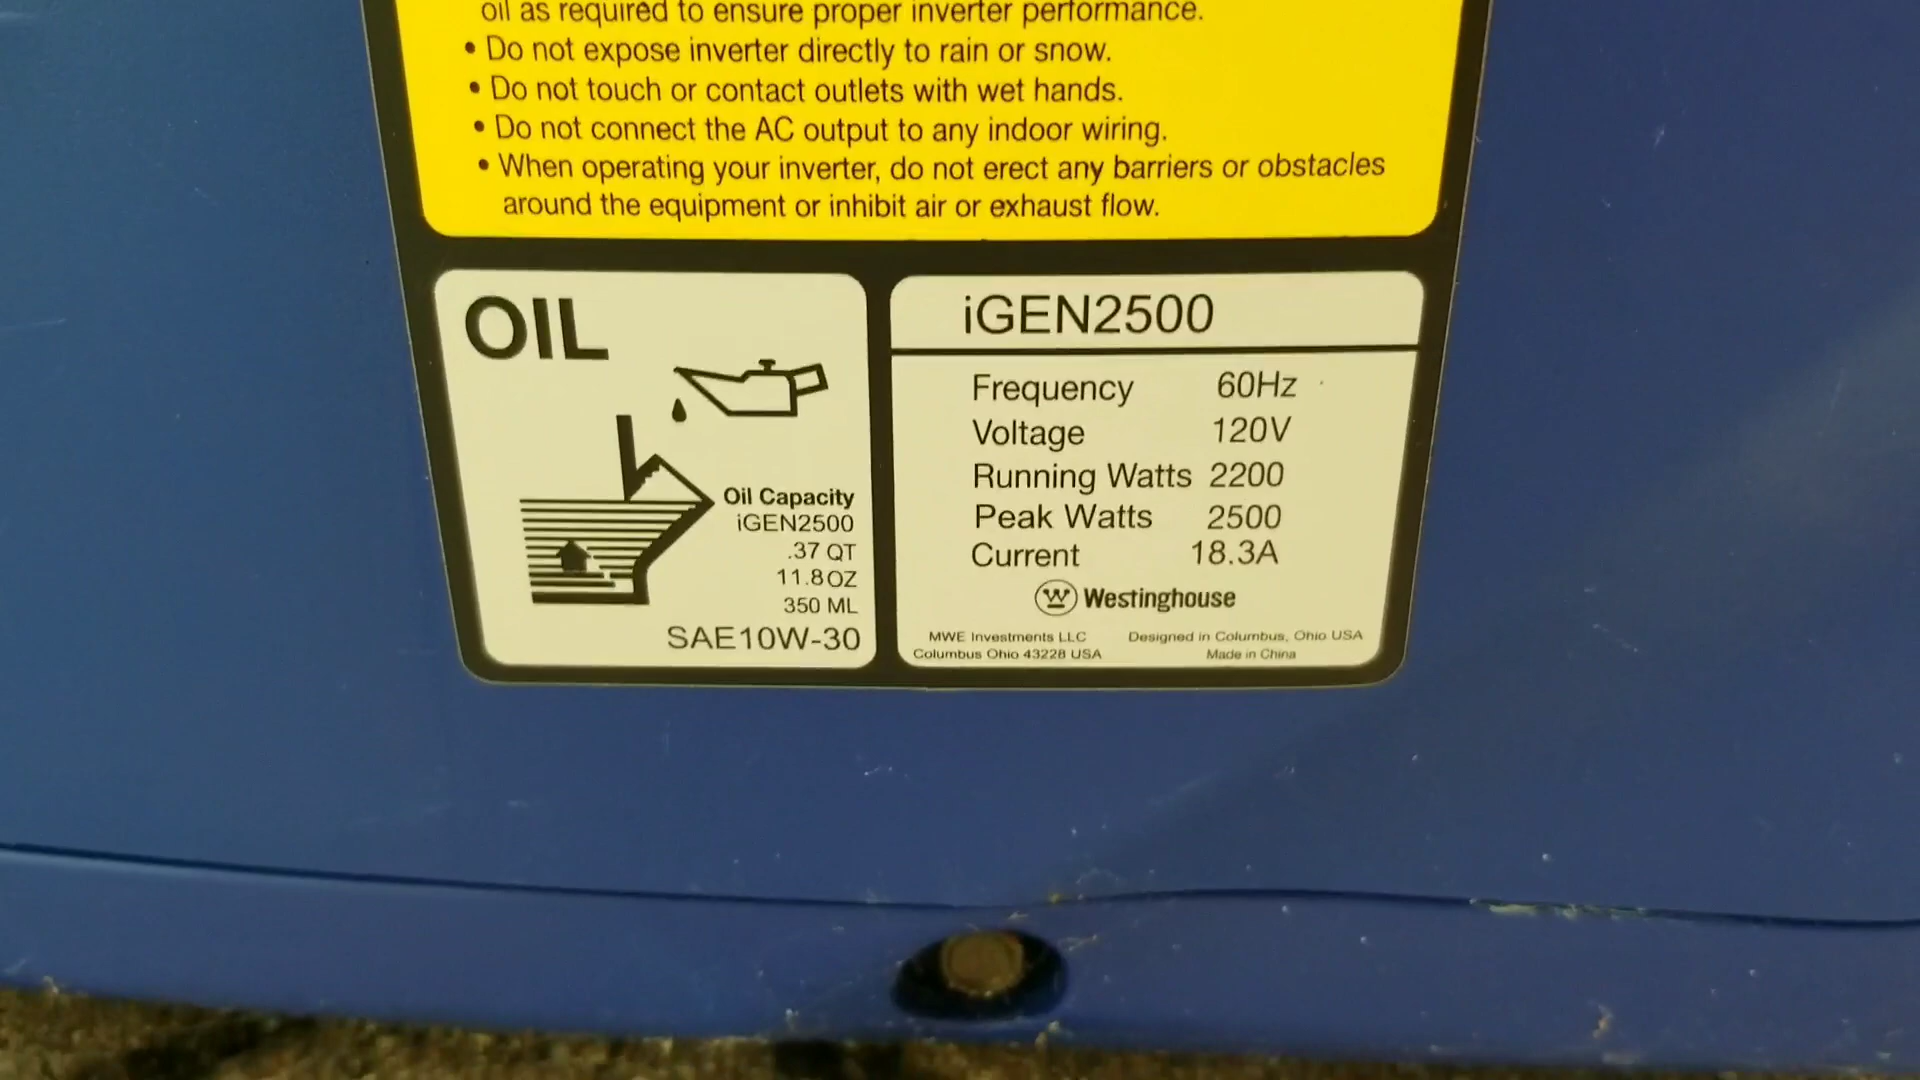 oil as required to ensure proper inverter performance.
• Do not expose inverter directly to rain or snow.
• Do not touch or contact outlets with wet hands.
• Do not connect the AC output to any indoor wiring.
• When operating your inverter, do not erect any barriers or obstacles
around the equipment or inhibit air or exhaust flow.
OIL
Oil Capacity
iGEN2500
.37 QT
11.8OZ
350 ML
SAE10W-30
iGEN2500
Frequency 60Hz
Voltage 120V
Running Watts 2200
Peak Watts 2500
Current 18.3A
W Westinghouse
MWE Investments LLC
Columbus Ohio 43228 USA
Designed in Columbus, Ohio USA
Made in China